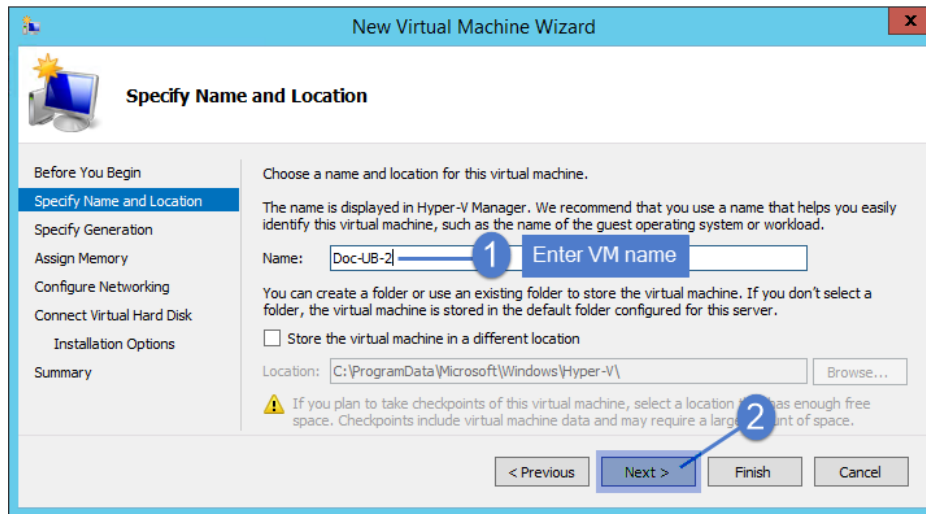 New Virtual Machine Wizard
x
Specify Name and Location
Before You Begin
Specify Name and Location
Specify Generation
Assign Memory
Configure Networking
Connect Virtual Hard Disk
Installation Options
Summary
Choose a name and location for this virtual machine.
The name is displayed in Hyper-V Manager. We recommend that you use a name that helps you easily
identify this virtual machine, such as the name of the guest operating system or workload.
Name: Doc-UB-2 1 Enter VM name
You can create a folder or use an existing folder to store the virtual machine. If you don't select a
folder, the virtual machine is stored in the default folder configured for this server.
Store the virtual machine in a different location
Location: C:\ProgramData\Microsoft\Windows\Hyper-V\ Browse...
If you plan to take checkpoints of this virtual machine, select a location has enough free
space. Checkpoints include virtual machine data and may require a large of space.
2
< Previous Next > Finish Cancel